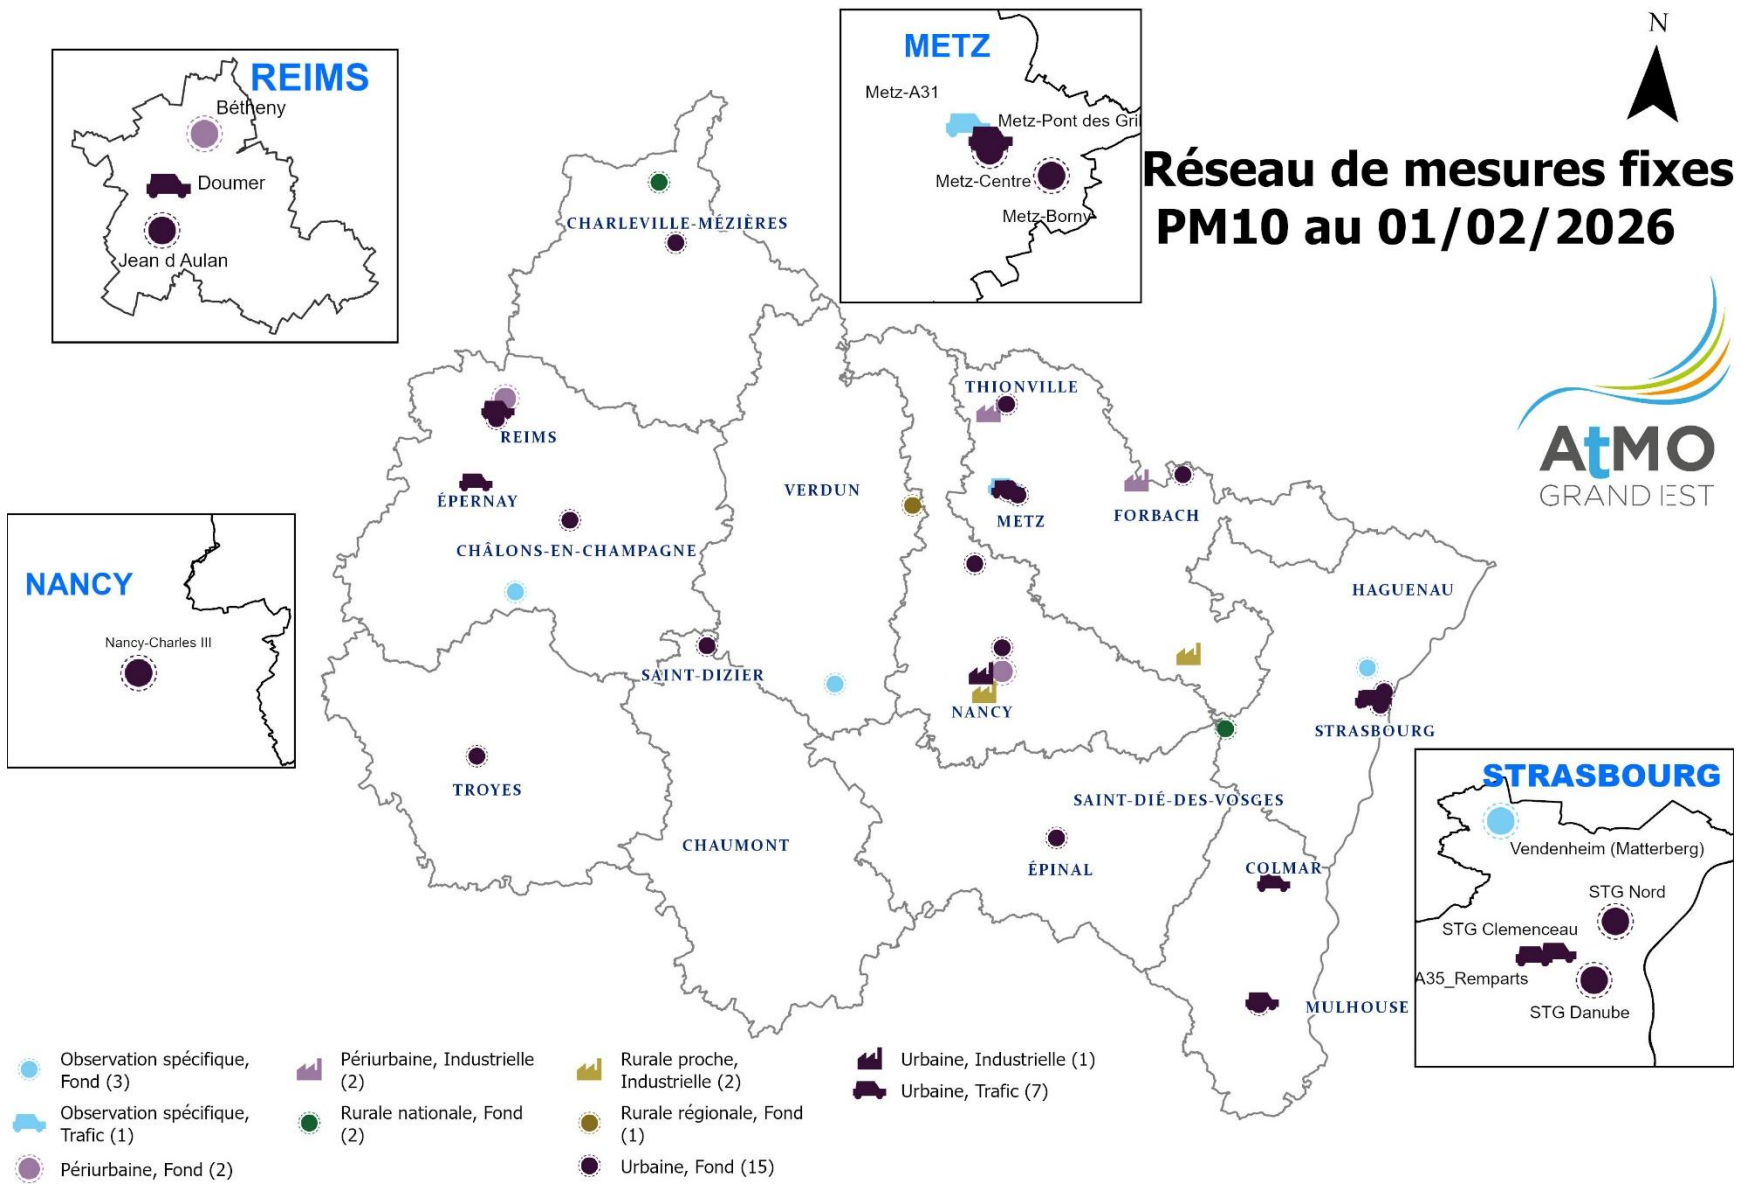 REIMS
Bétheny
Doumer
Jean d Aulan
METZ
Metz-A31
Metz-Pont des Gril
Metz-Centre
Metz-Borny
N
Réseau de mesures fixes
PM10 au 01/02/2026
AtMO
GRAND EST
CHARLEVILLE-MÉZIÈRES
THIONVILLE
REIMS
VERDUN
ÉPERNAY
METZ
FORBACH
CHÂLONS-EN-CHAMPAGNE
HAGUENAU
NANCY
Nancy-Charles III
SAINT-DIZIER
NANCY
STRASBOURG
TROYES
SAINT-DIÉ-DES-VOSGES
CHAUMONT
ÉPINAL
COLMAR
MULHOUSE
STRASBOURG
Vendenheim (Matterberg)
STG Nord
STG Clemenceau
A35_Remparts
STG Danube
Observation spécifique,
Fond (3)
Observation spécifique,
Trafic (1)
Périurbaine, Fond (2)
Périurbaine, Industrielle
(2)
Rurale nationale, Fond
(2)
Rurale proche,
Industrielle (2)
Rurale régionale, Fond
(1)
Urbaine, Fond (15)
Urbaine, Industrielle (1)
Urbaine, Trafic (7)